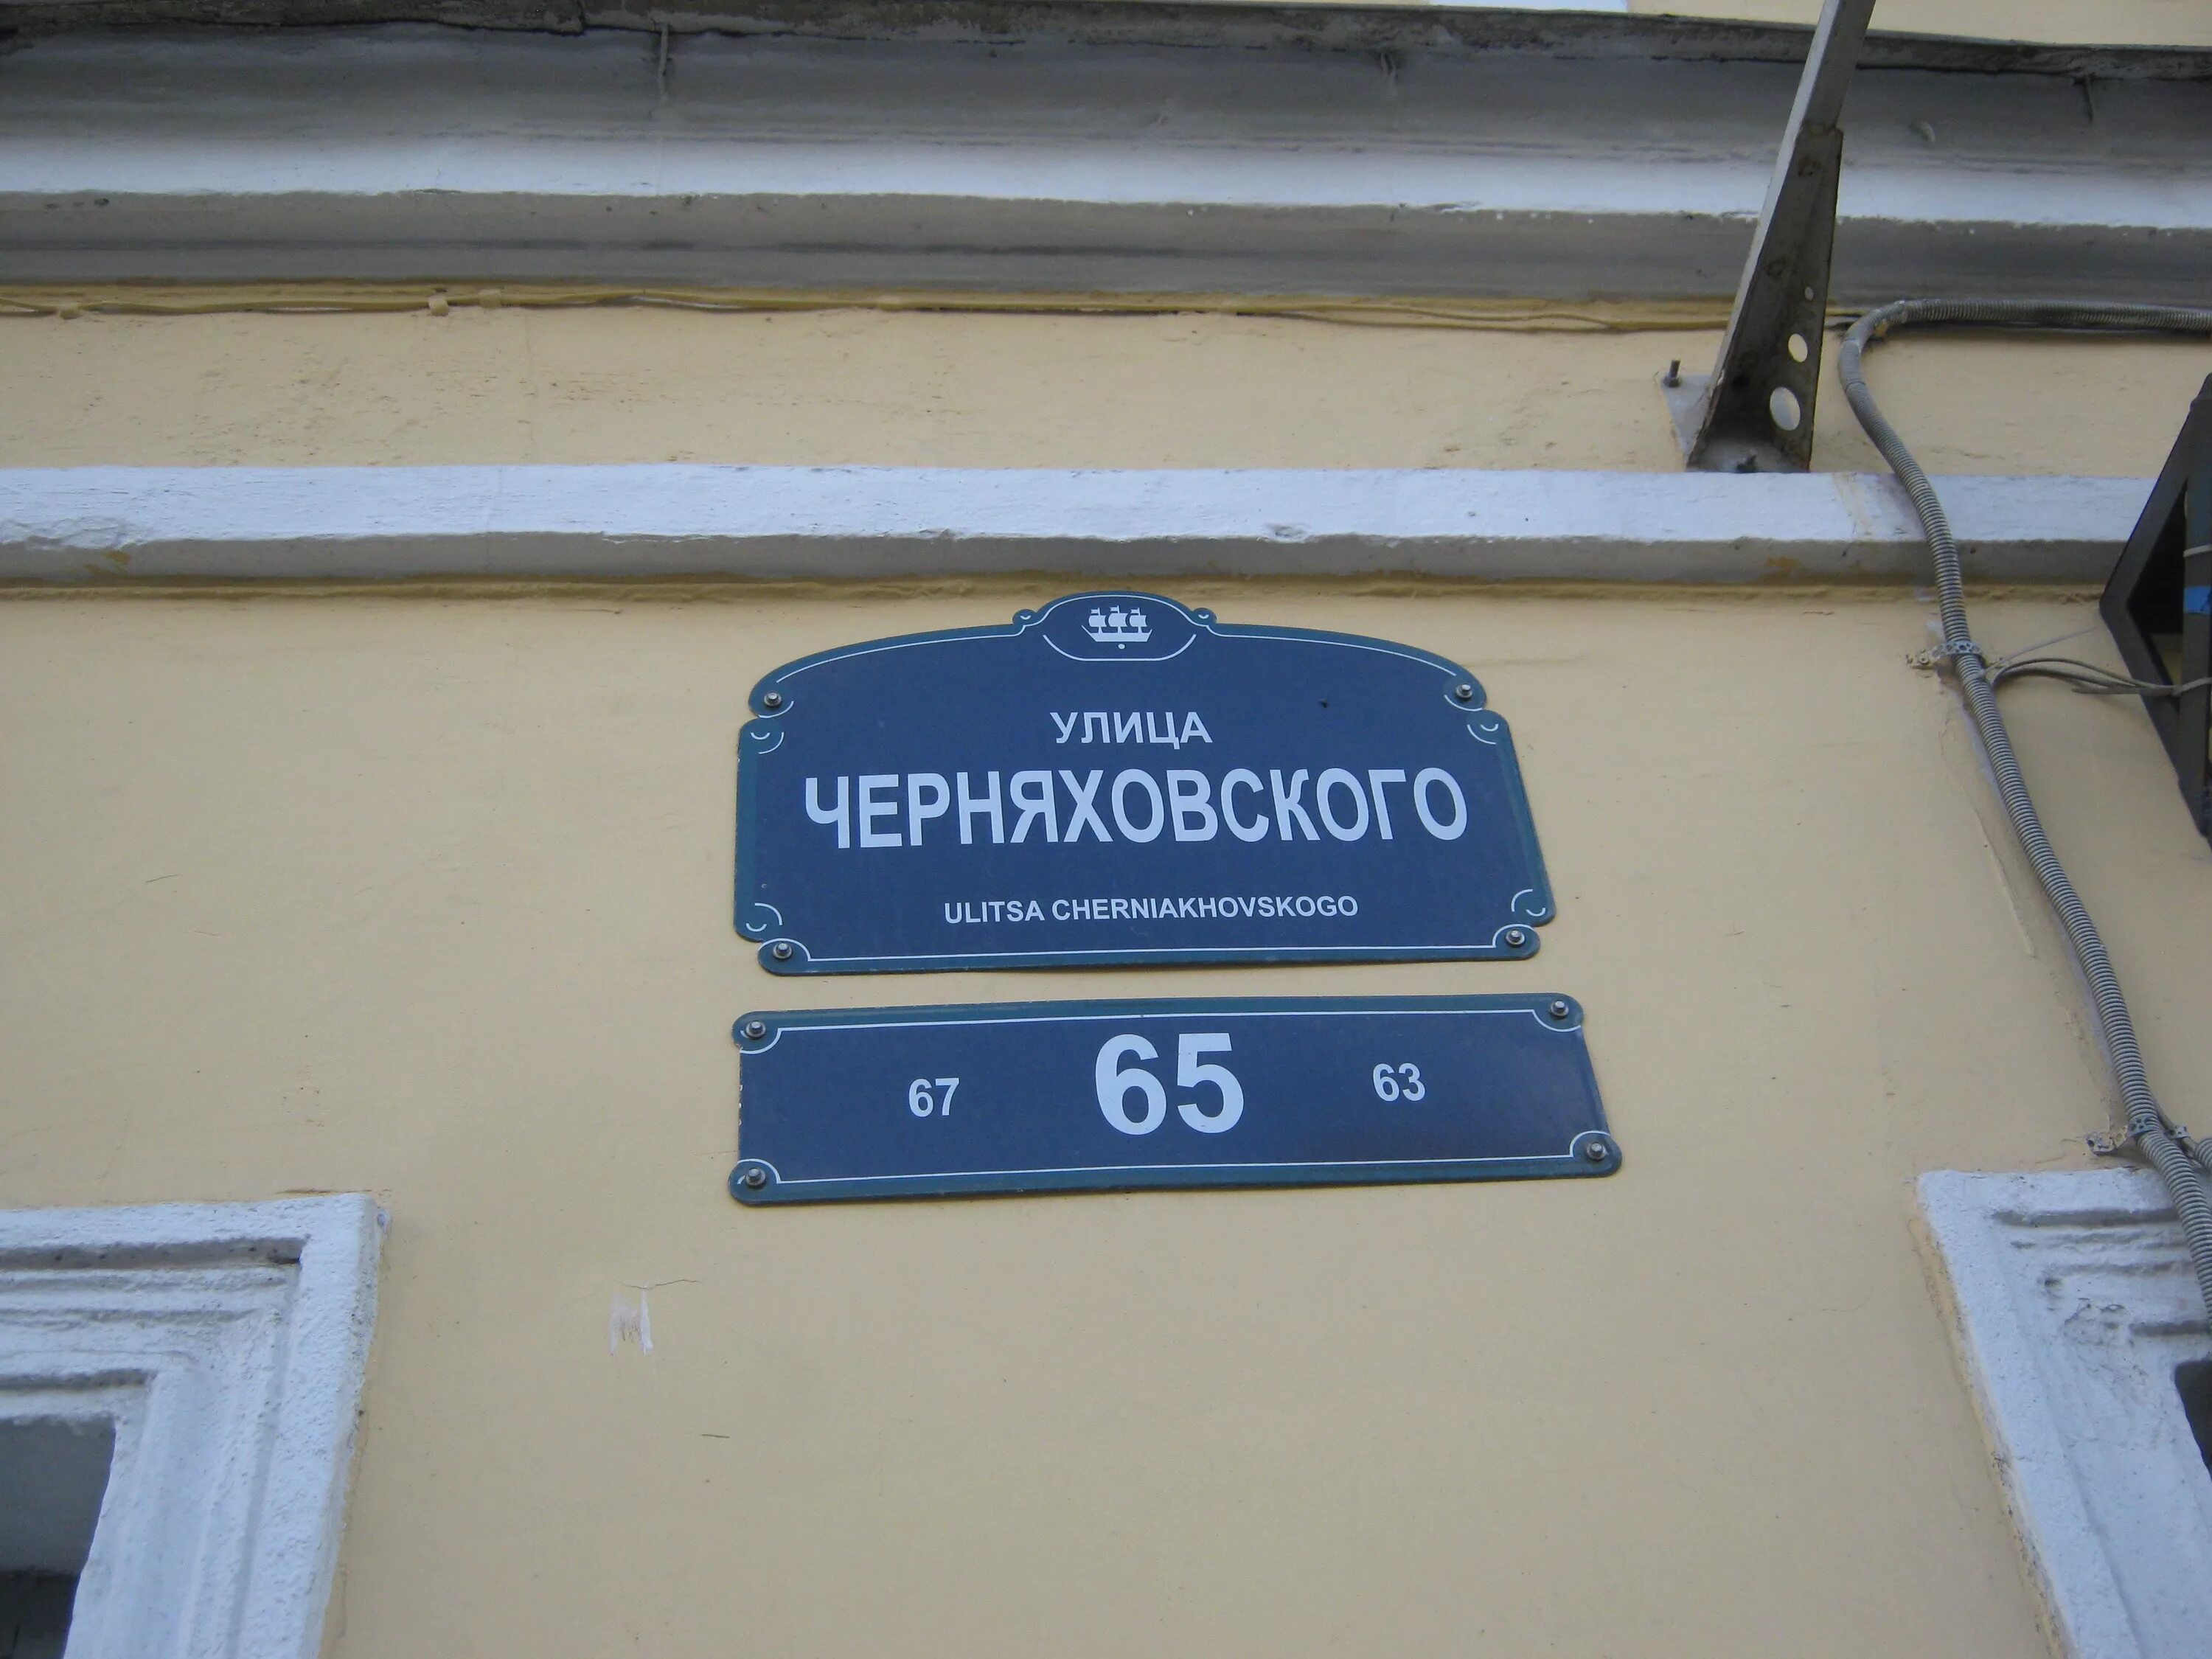 УЛИЦА
ЧЕРНЯХОВСКОГО
ULITSA CHERNIAKHOVSKOGO
67 65 63